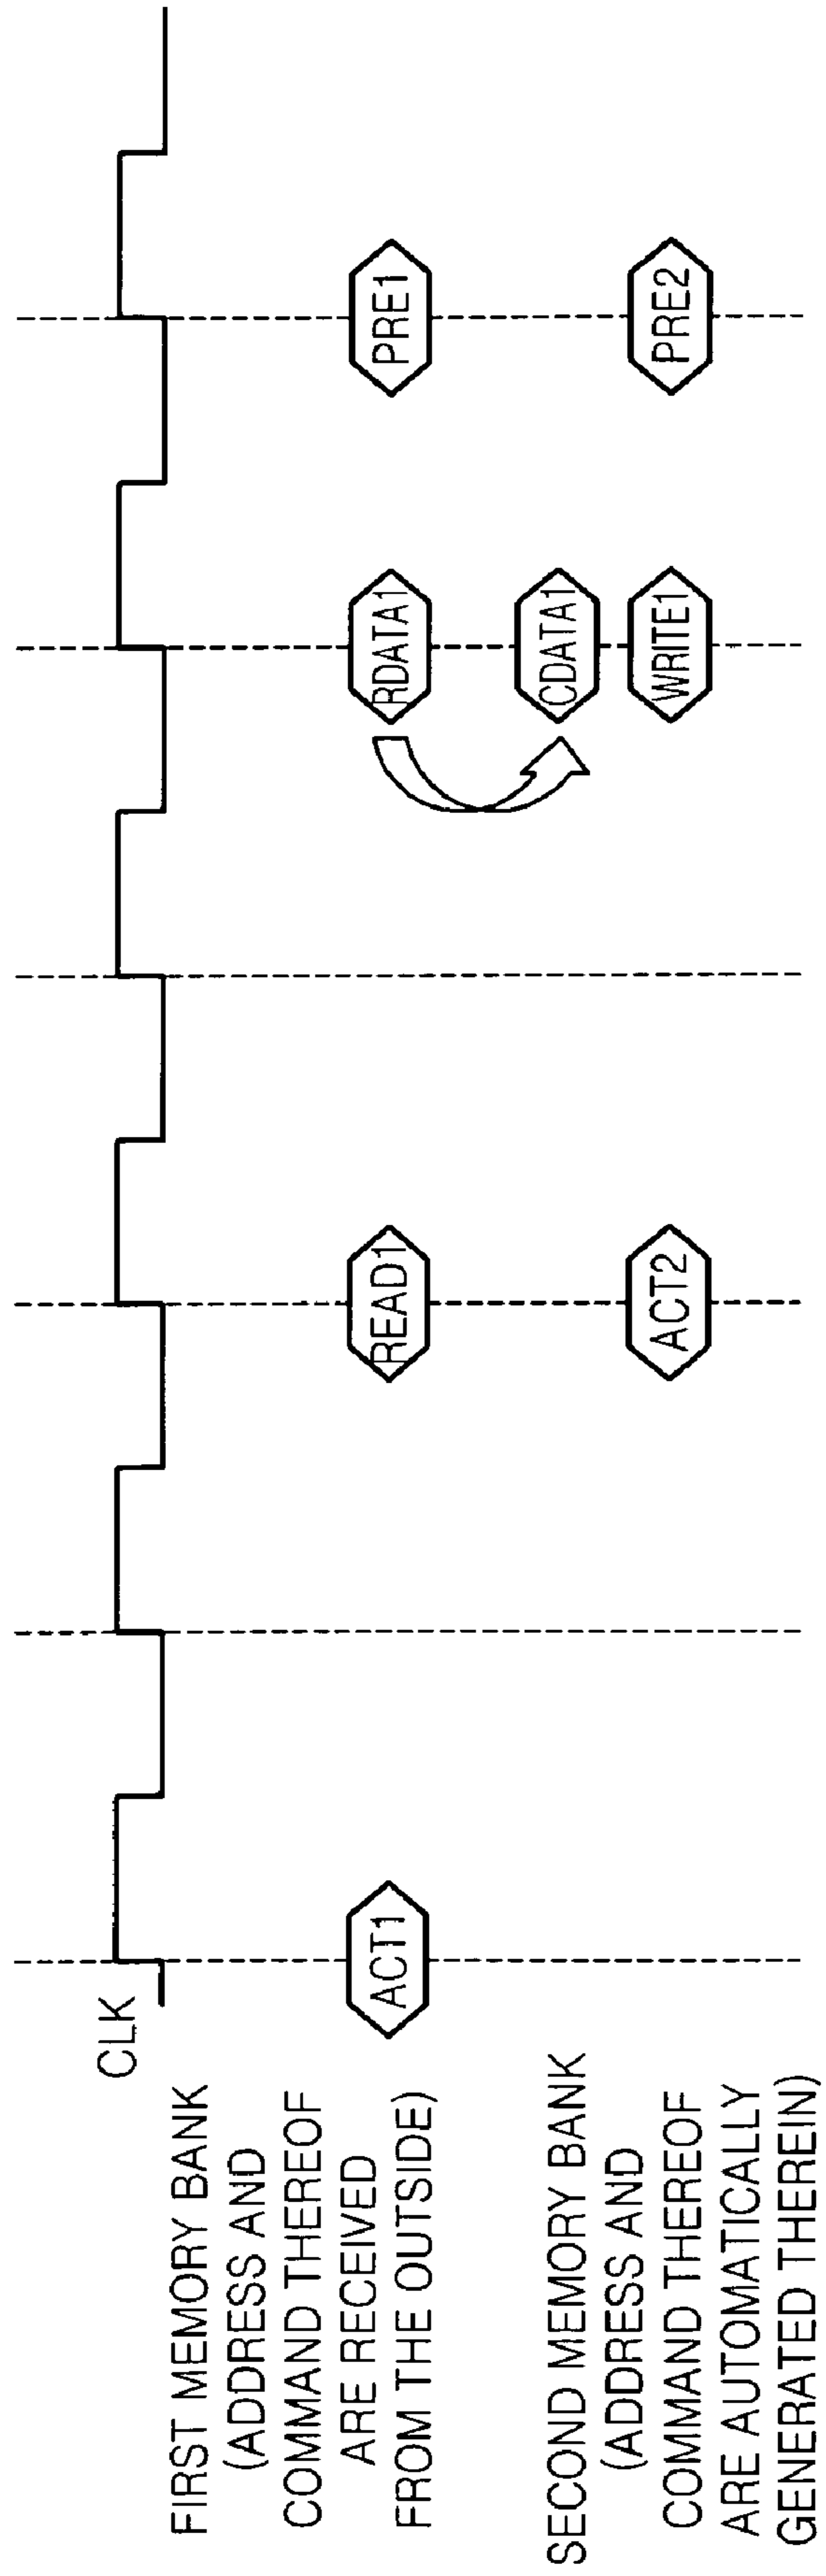 CLK
FIRST MEMORY BANK
(ADDRESS AND
COMMAND THEREOF
ARE RECEIVED
FROM THE OUTSIDE)
ACT1
READ1
RDATA1
PRE1
CDATA1
SECOND MEMORY BANK
(ADDRESS AND
COMMAND THEREOF
ARE AUTOMATICALLY
GENERATED THEREIN)
ACT2
WRITE1
PRE2